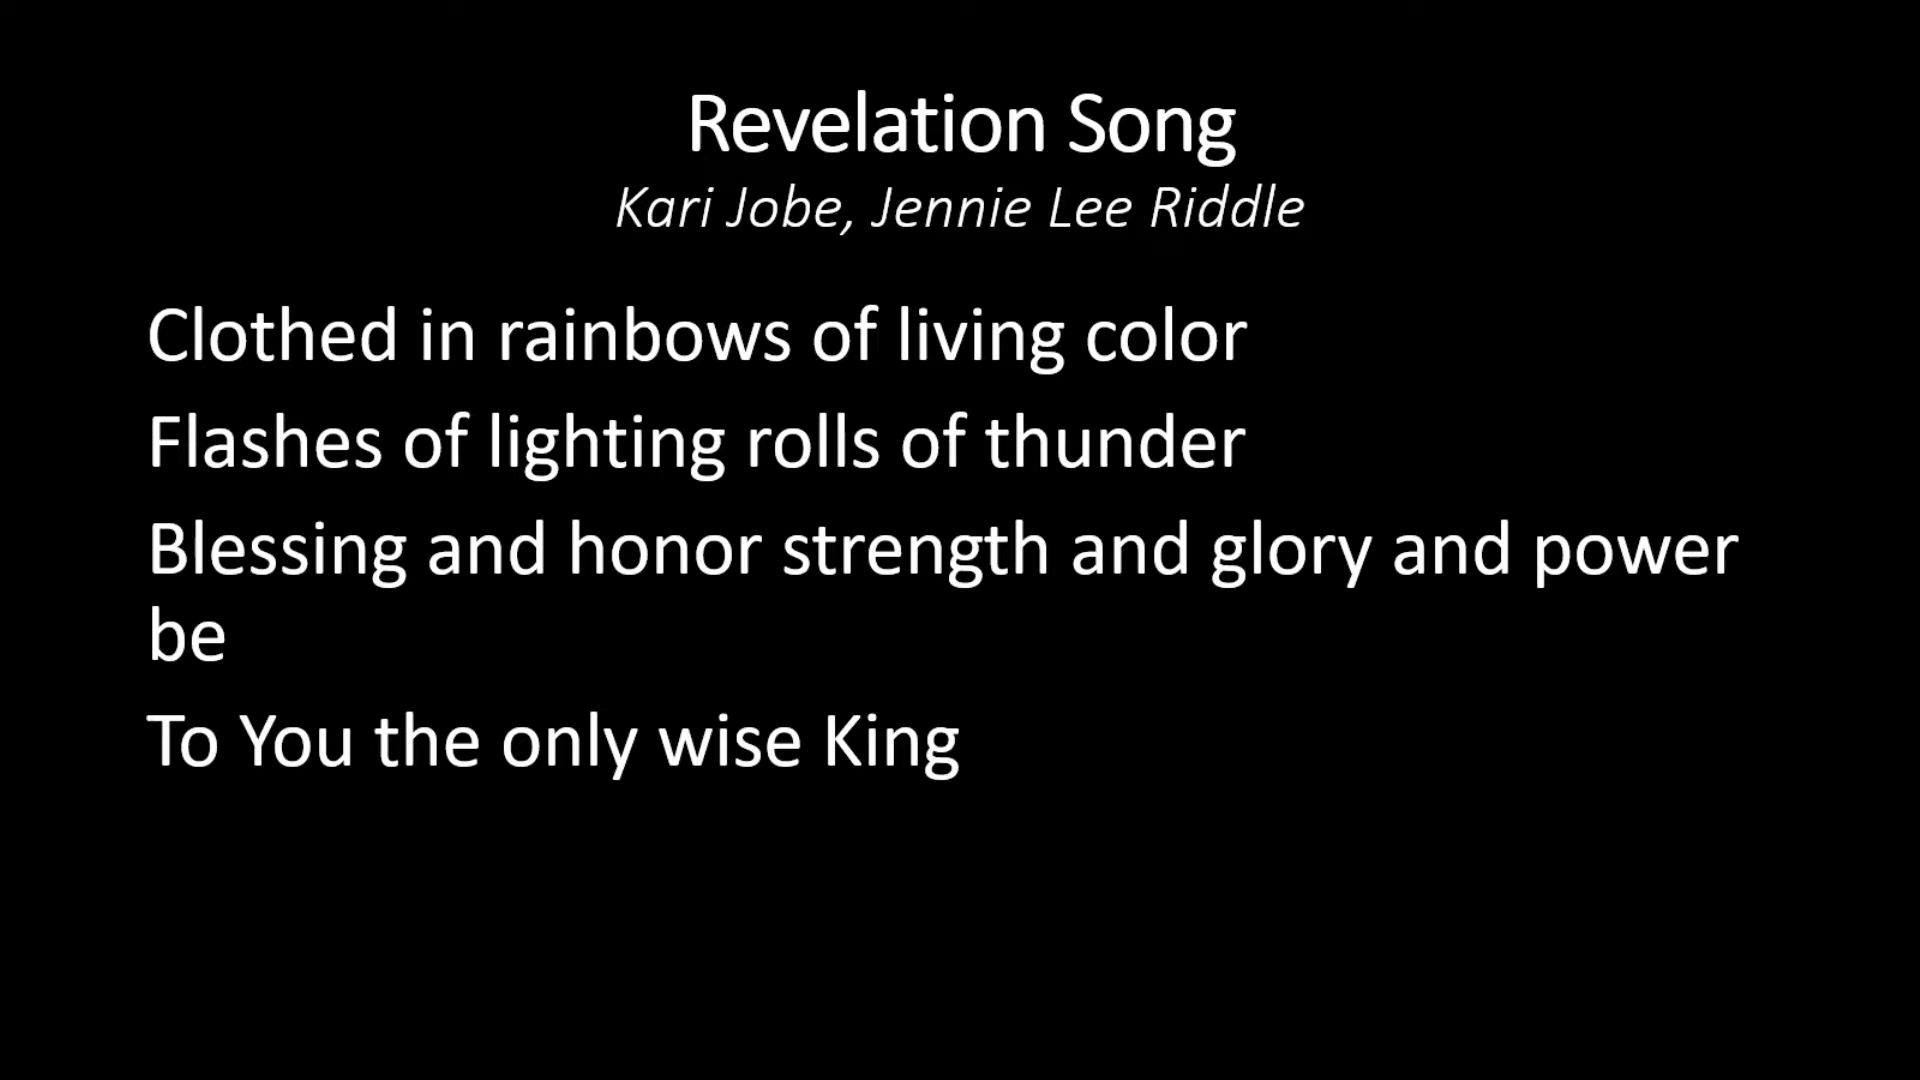 Revelation Song
Kari Jobe, Jennie Lee Riddle
Clothed in rainbows of living color
Flashes of lighting rolls of thunder
Blessing and honor strength and glory and power
be
To You the only wise King